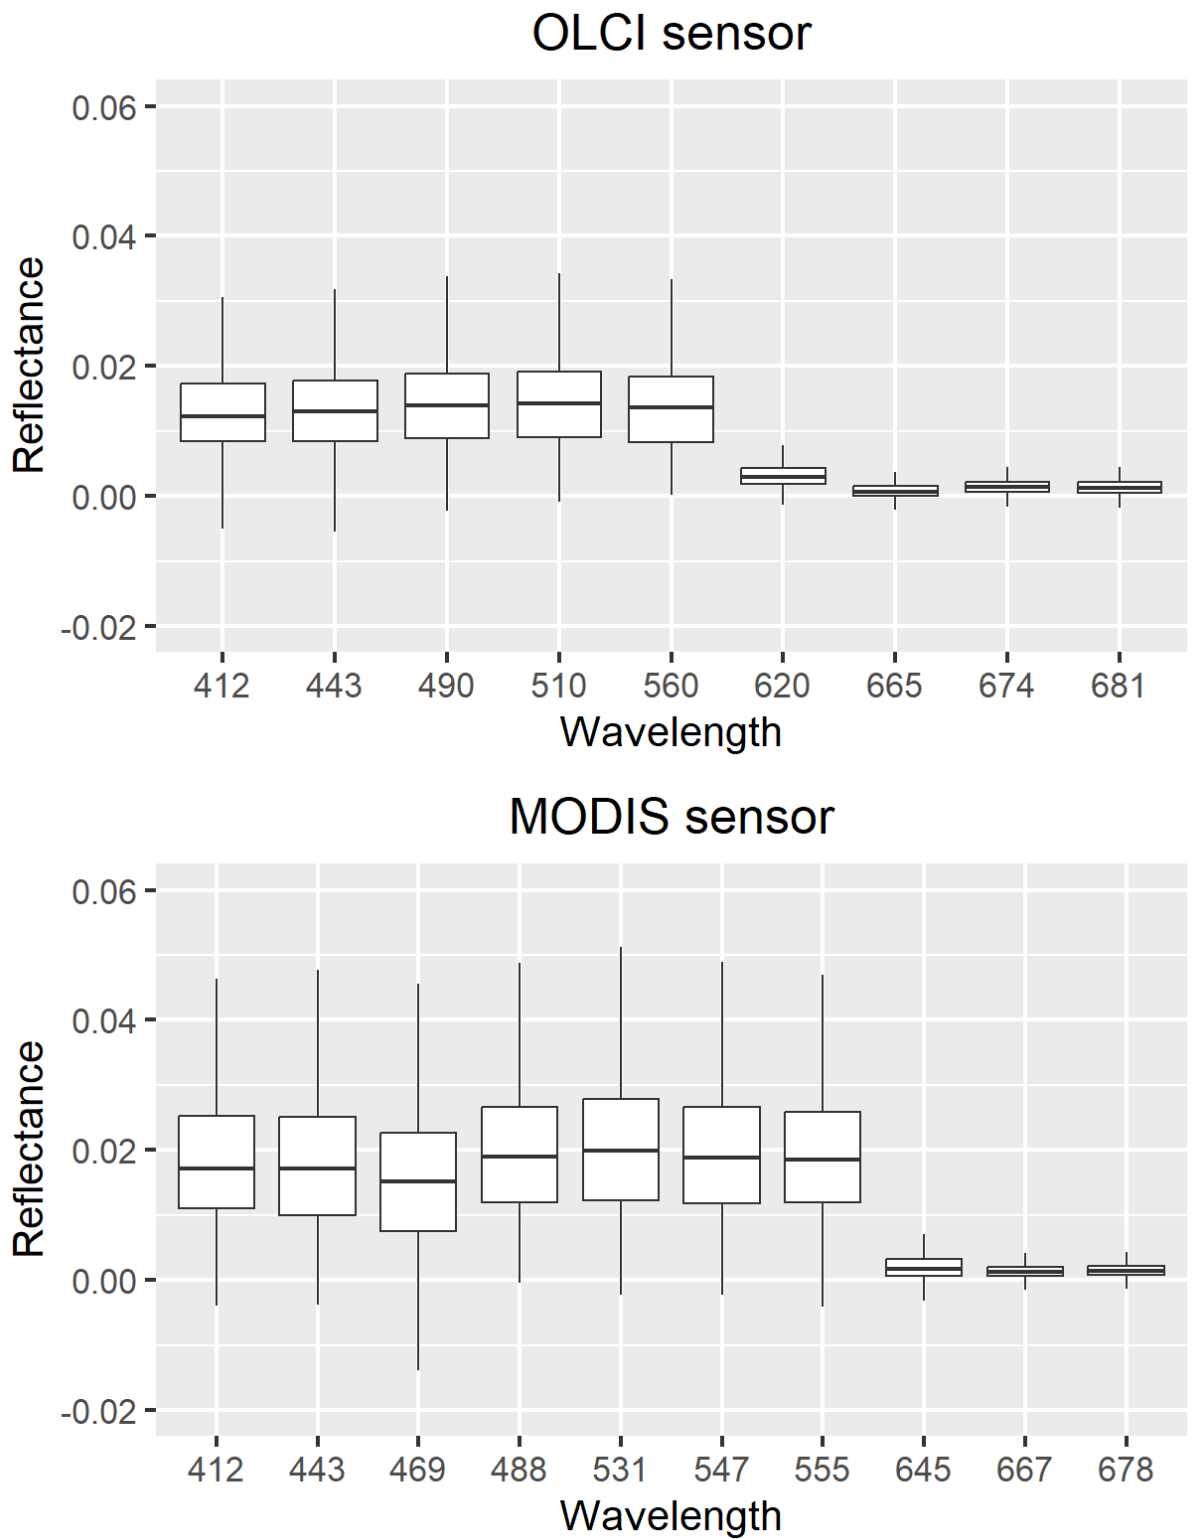 OLCI sensor
0.06
0.04
0.02
0.00
-0.02
Reflectance
412 443 490 510 560 620 665 674 681
Wavelength
MODIS sensor
0.06
0.04
0.02
0.00
-0.02
Reflectance
412 443 469 488 531 547 555 645 667 678
Wavelength